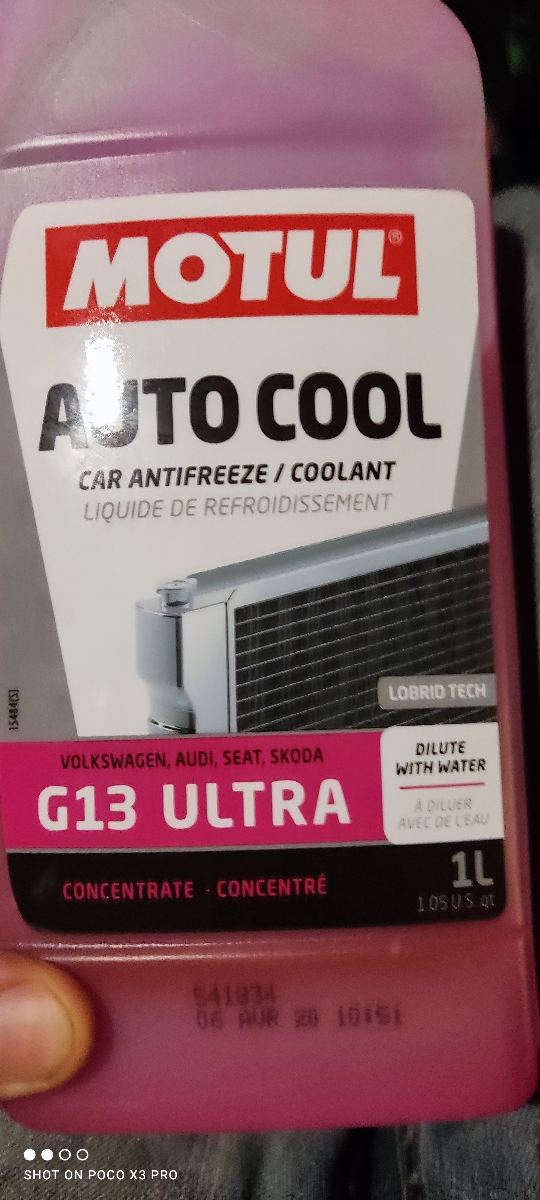 MOTUL®
AUTO COOL
CAR ANTIFREEZE / COOLANT
LIQUIDE DE REFROIDISSEMENT
LOBRID TECH
15484(S)
VOLKSWAGEN, AUDI, SEAT, SKODA
G13 ULTRA
DILUTE
WITH WATER
À DILUER
AVEC DE L'EAU
CONCENTRATE - CONCENTRÉ
1L
1.05 U.S. qt
541034
06 AVR 20 10:51
SHOT ON POCO X3 PRO